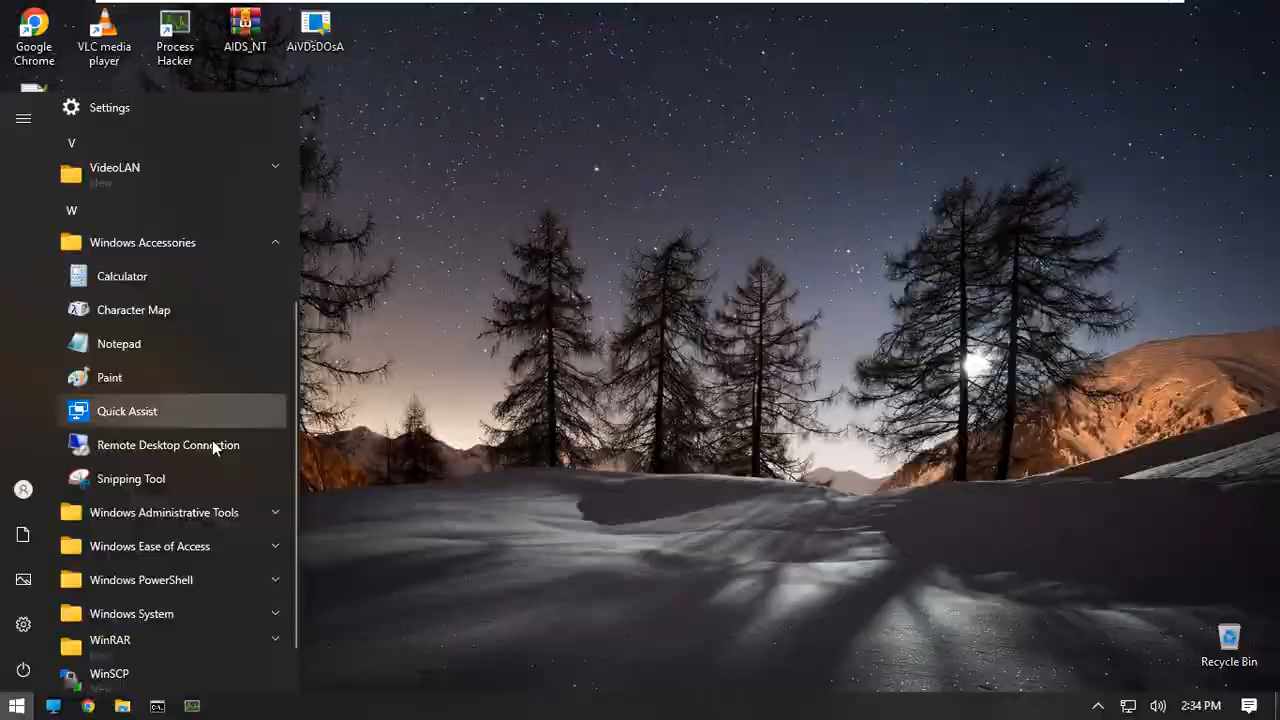 Google
Chrome
VLC media
player
Process
Hacker
AIDS_NT
AiVDsDOsA
Settings
V
VideoLAN
New
W
Windows Accessories
Calculator
Character Map
Notepad
Paint
Quick Assist
Remote Desktop Connection
Snipping Tool
Windows Administrative Tools
Windows Ease of Access
Windows PowerShell
Windows System
WinRAR
WinSCP
Recycle Bin
2:34 PM